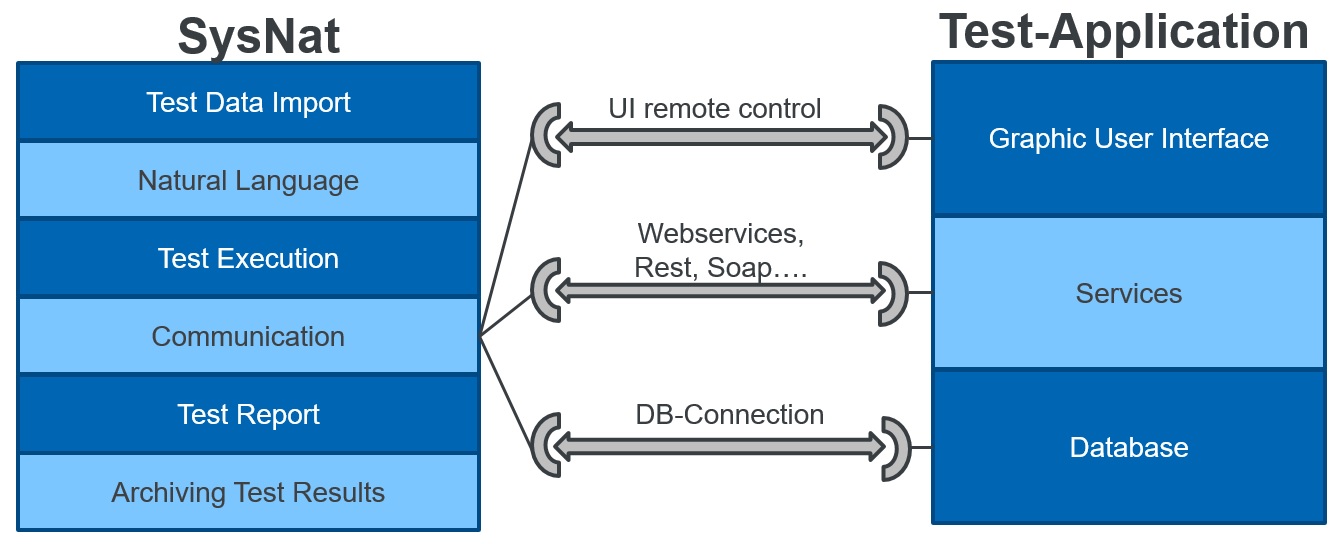 SysNat
Test Data Import
Natural Language
Test Execution
Communication
Test Report
Archiving Test Results
UI remote control
Webservices,
Rest, Soap....
DB-Connection
Test-Application
Graphic User Interface
Services
Database